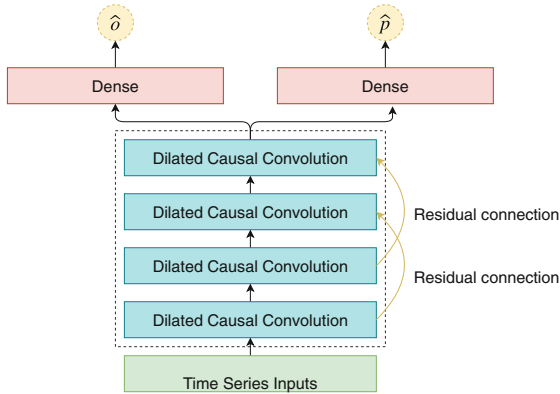 ô p̂
Dense Dense
Dilated Causal Convolution
Dilated Causal Convolution
Residual connection
Dilated Causal Convolution
Residual connection
Dilated Causal Convolution
Time Series Inputs